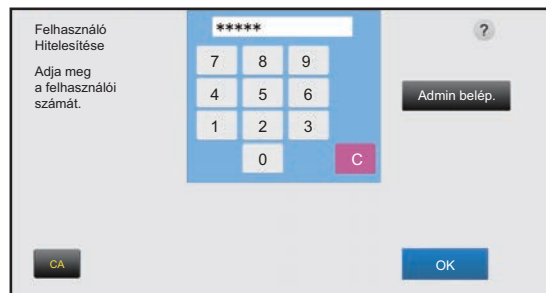 Felhasználó
Hitelesítése
Adja meg
a felhasználói
számát.
*****
?
7 8 9
4 5 6
1 2 3
0 C
Admin belép.
CA
OK